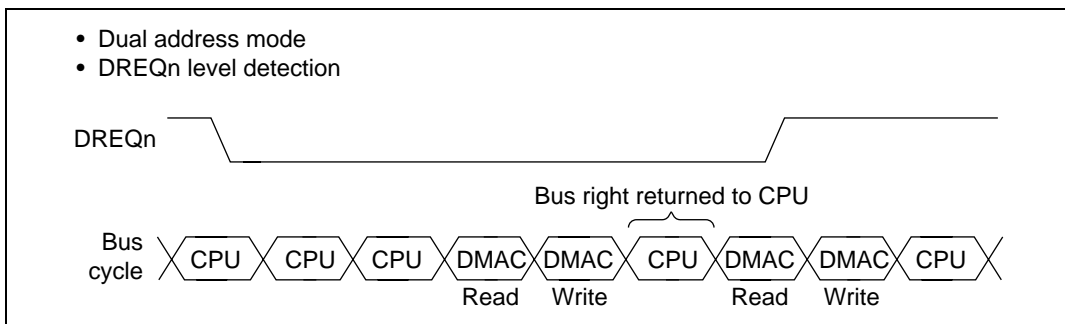 • Dual address mode
• DREQn level detection
DREQn
Bus right returned to CPU
Bus cycle
CPU CPU CPU DMAC DMAC CPU DMAC DMAC CPU
Read Write Read Write